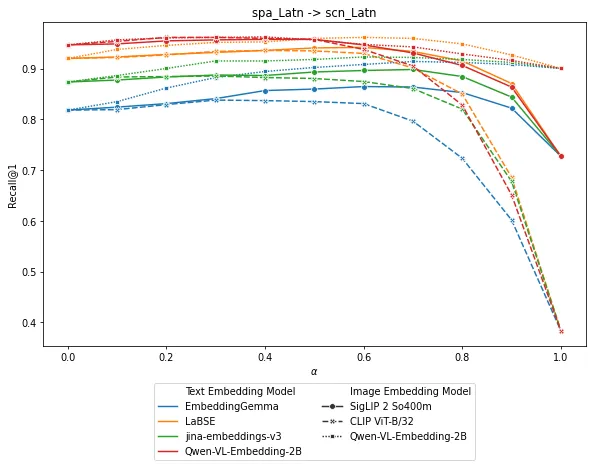 spa_Latn -> scn_Latn
Recall@1
0.9
0.8
0.7
0.6
0.5
0.4
0.0 0.2 0.4 0.6 0.8 1.0
α
Text Embedding Model
EmbeddingGemma
LaBSE
jina-embeddings-v3
Qwen-VL-Embedding-2B
Image Embedding Model
SigLIP 2 So400m
CLIP ViT-B/32
Qwen-VL-Embedding-2B